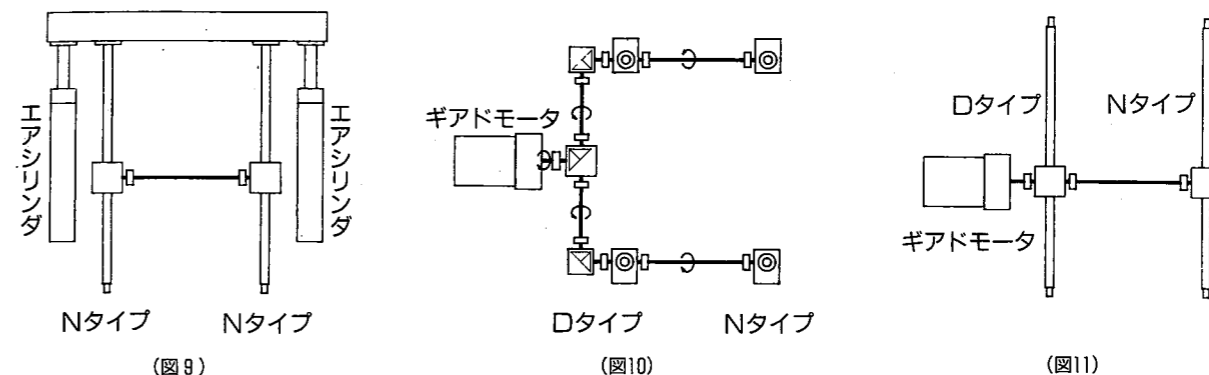 エアシリンダ
エアシリンダ
Nタイプ Nタイプ
(図9)
ギアドモータ
Dタイプ Nタイプ
(図10)
Dタイプ Nタイプ
ギアドモータ
(図11)